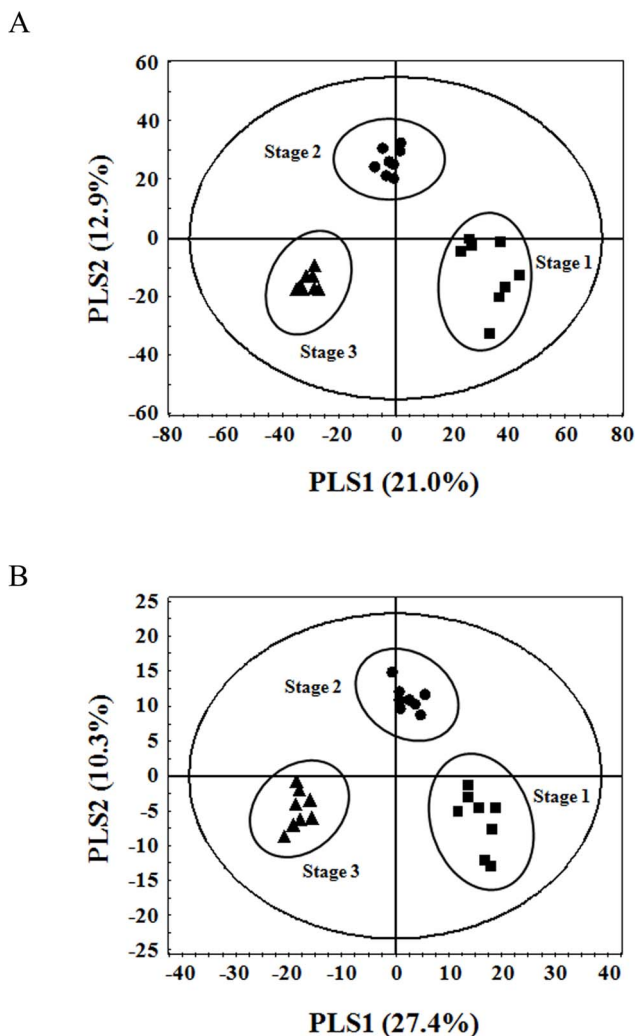 A
60
40
20
0
-20
-40
-60
PLS2 (12.9%)
Stage 2
Stage 1
Stage 3
-80 -60 -40 -20 0 20 40 60 80
PLS1 (21.0%)
B
25
20
15
10
5
0
-5
-10
-15
-20
-25
PLS2 (10.3%)
Stage 2
Stage 1
Stage 3
-40 -30 -20 -10 0 10 20 30 40
PLS1 (27.4%)